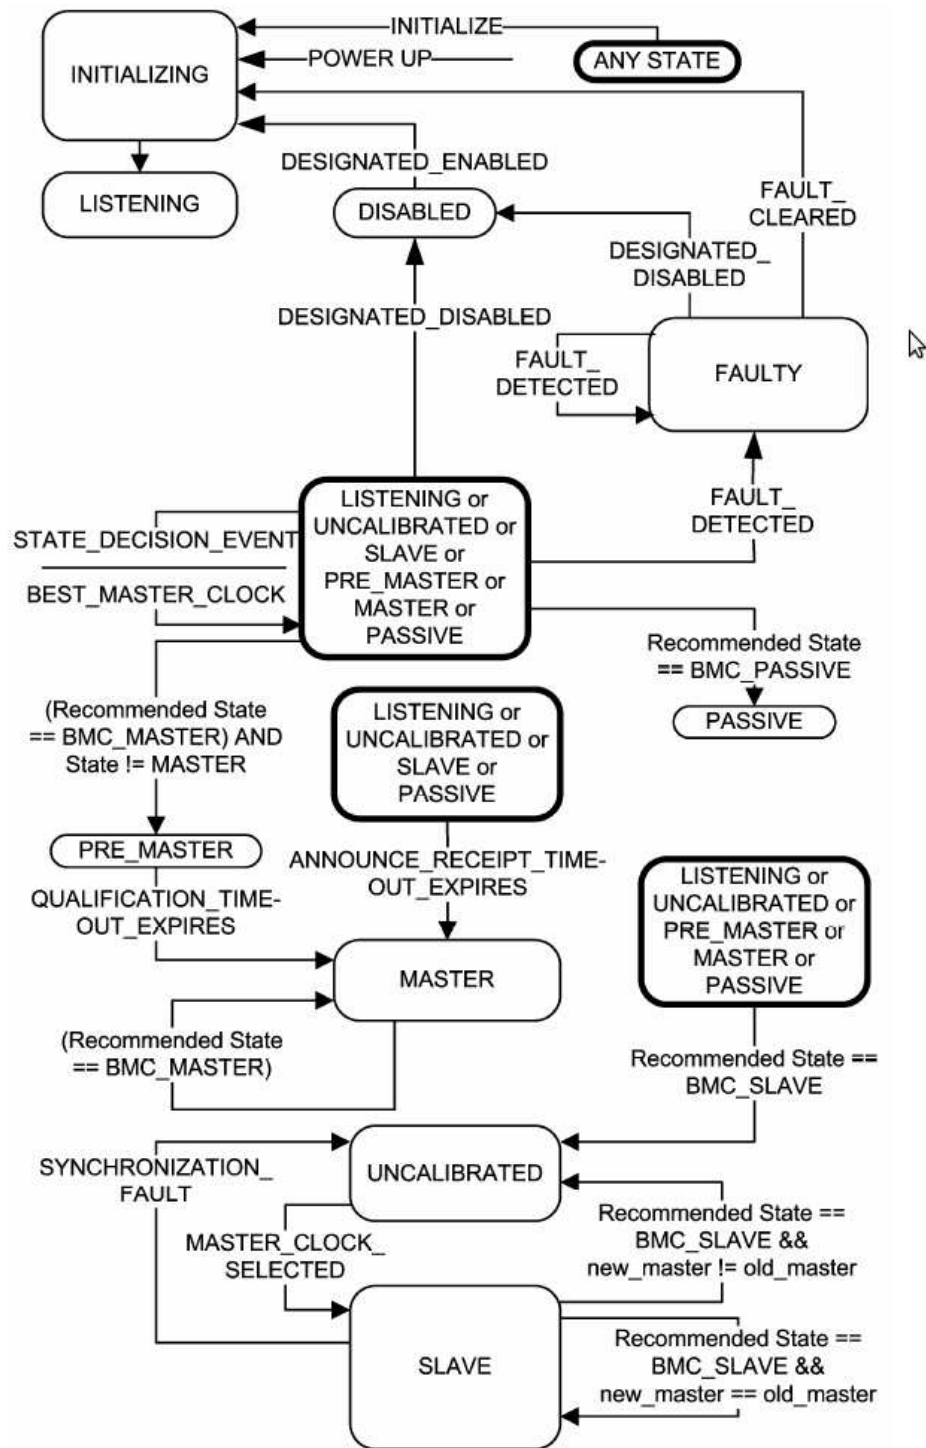 INITIALIZE
ANY STATE
POWER UP
INITIALIZING
LISTENING
DESIGNATED_ENABLED
DISABLED
FAULT_
CLEARED
DESIGNATED_
DISABLED
DESIGNATED_DISABLED
FAULT_
DETECTED
FAULTY
FAULT_
DETECTED
LISTENING or
UNCALIBRATED or
SLAVE or
PRE_MASTER or
MASTER or
PASSIVE
STATE_DECISION_EVENT
BEST_MASTER_CLOCK
Recommended State
== BMC_PASSIVE
PASSIVE
(Recommended State
== BMC_MASTER) AND
State != MASTER
LISTENING or
UNCALIBRATED or
SLAVE or
PASSIVE
PRE_MASTER
QUALIFICATION_TIME-
OUT_EXPIRES
ANNOUNCE_RECEIPT_TIME-
OUT_EXPIRES
LISTENING or
UNCALIBRATED or
PRE_MASTER or
MASTER or
PASSIVE
MASTER
(Recommended State
== BMC_MASTER)
Recommended State ==
BMC_SLAVE
UNCALIBRATED
SYNCHRONIZATION_
FAULT
MASTER_CLOCK_
SELECTED
Recommended State ==
BMC_SLAVE &&
new_master != old_master
SLAVE
Recommended State ==
BMC_SLAVE &&
new_master == old_master